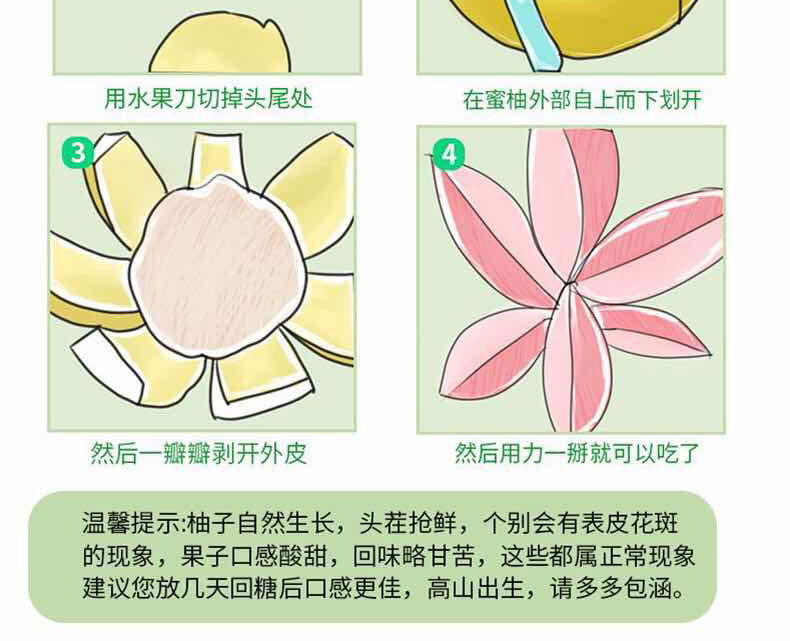 用水果刀切掉头尾处
在蜜柚外部自上而下划开
3
4
然后一瓣瓣剥开外皮
然后用力一掰就可以吃了
温馨提示:柚子自然生长，头茬抢鲜，个别会有表皮花斑
的现象，果子口感酸甜，回味略甘苦，这些都属正常现象
建议您放几天回糖后口感更佳，高山出生，请多多包涵。